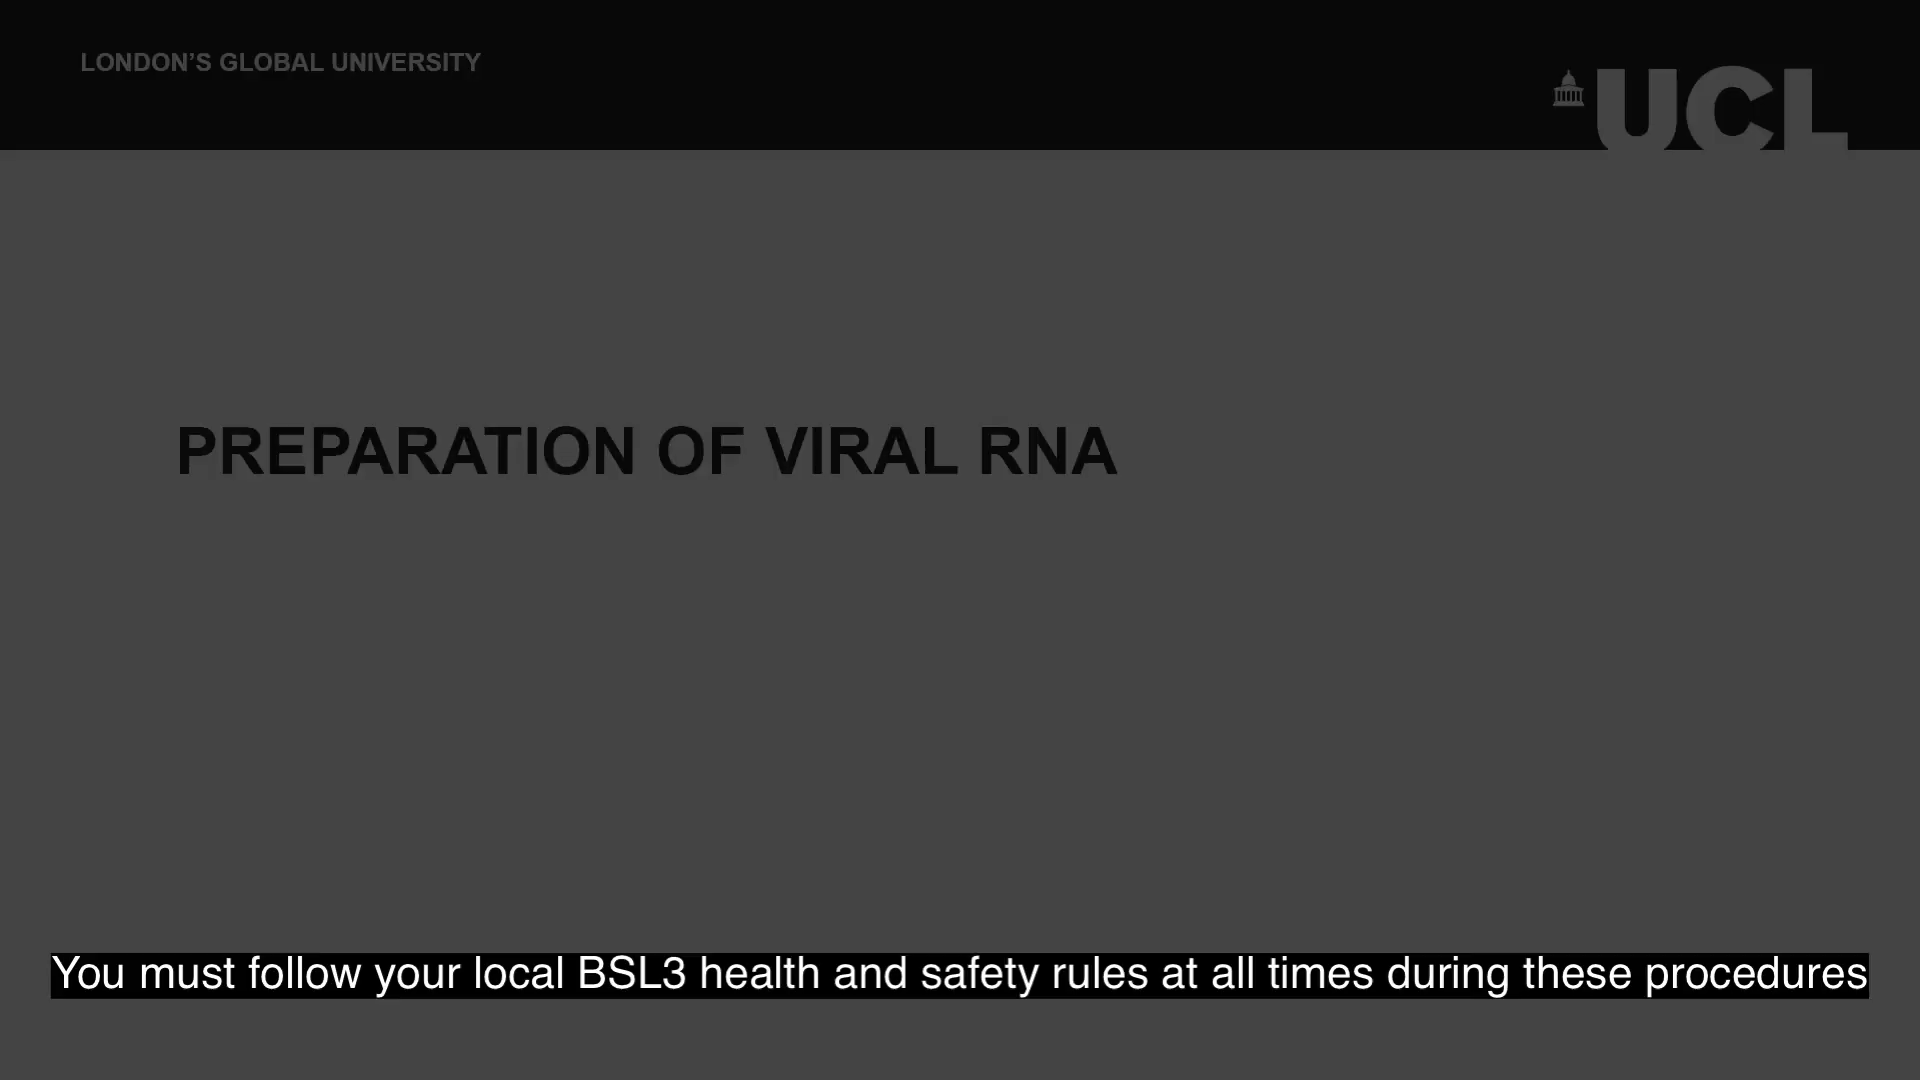 LONDON’S GLOBAL UNIVERSITY
UCL
PREPARATION OF VIRAL RNA
You must follow your local BSL3 health and safety rules at all times during these procedures